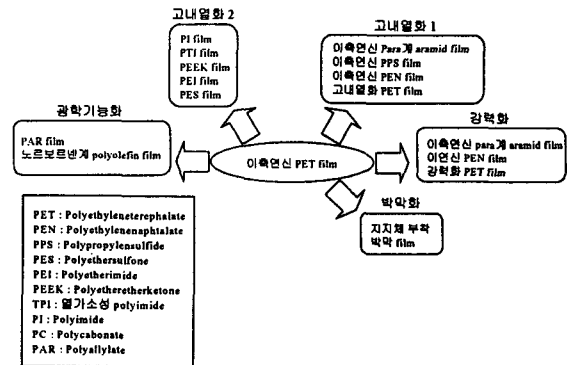 고내열화 2
PI film
PTI film
PEEK film
PEI film
PES film
고내열화 1
이축연신 Para계 aramid film
이축연신 PPS film
이축연신 PEN film
고내열화 PET film
광학기능화
PAR film
노르보르넨계 polyolefin film
이축연신 PET film
강력화
이축연신 para계 aramid film
이연신 PEN film
강력화 PET film
박막화
지지체 부착
박막 film
PET : Polyethyleneterephalate
PEN : Polyethylenenaphtalate
PPS : Polypropylensulfide
PES : Polyethersulfone
PEI : Polyetherimide
PEEK : Polyetheretherketone
TPI : 열가소성 polyimide
PI : Polyimide
PC : Polycabonate
PAR : Polyallylate